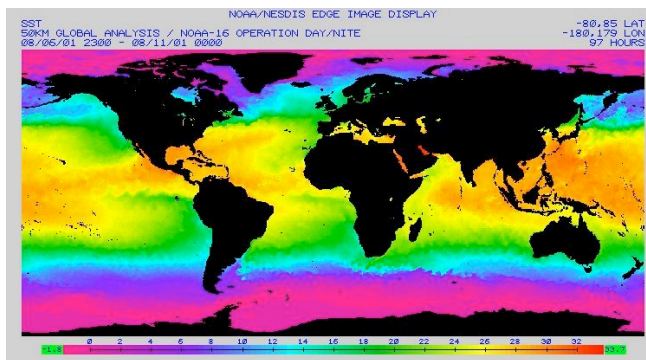 NOAA/NESDIS EDGE IMAGE DISPLAY
SST -80,85 LAT
50KM GLOBAL ANALYSIS / NOAA-16 OPERATION DAY/NITE -180,179 LON
08/06/01 2300 - 08/11/01 0000 97 HOURS
-1.8 0 2 4 6 8 10 12 14 16 18 20 22 24 26 28 30 32 33.7